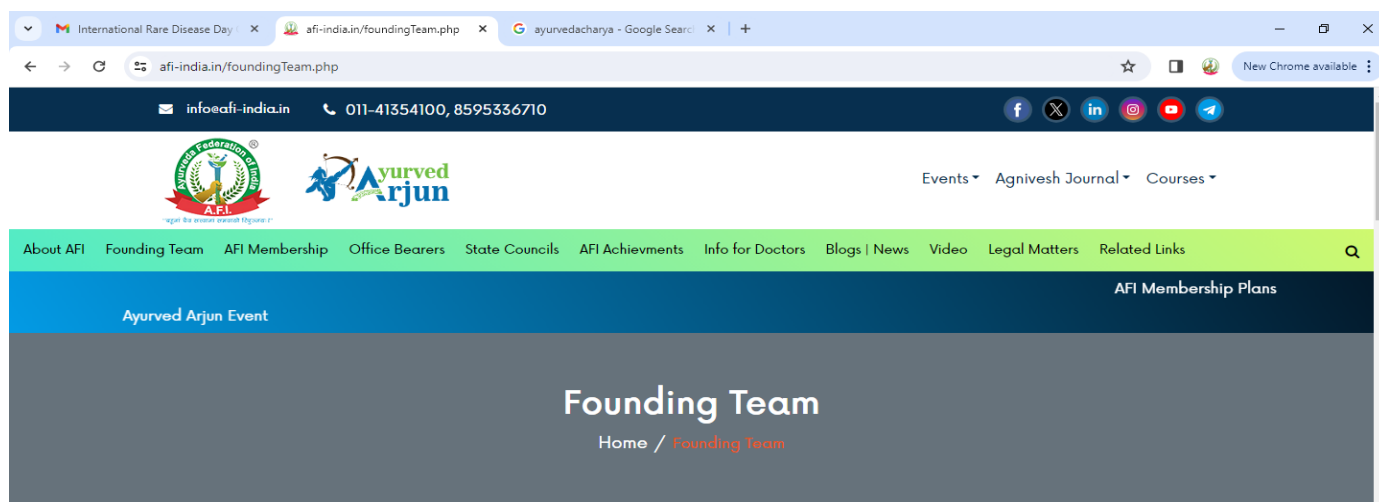 International Rare Disease Day
afi-india.in/foundingTeam.php
ayurvedacharya - Google Searc
afi-india.in/foundingTeam.php
New Chrome available
info@afi-india.in
011-41354100, 8595336710
Ayurveda Federation of India
A.F.I.
Ayurved
Arjun
Events
Agnivesh Journal
Courses
About AFI
Founding Team
AFI Membership
Office Bearers
State Councils
AFI Achievments
Info for Doctors
Blogs | News
Video
Legal Matters
Related Links
AFI Membership Plans
Ayurved Arjun Event
Founding Team
Home / Founding Team